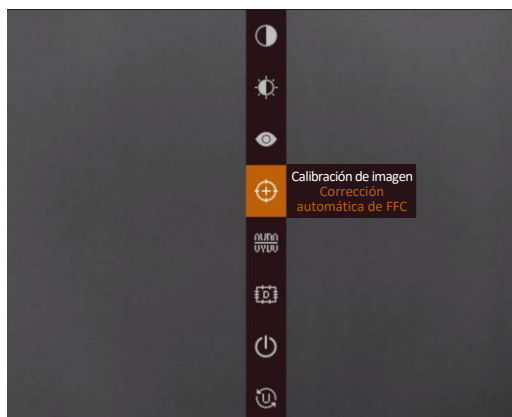 Calibración de imagen
Corrección
automática de FFC
D
U